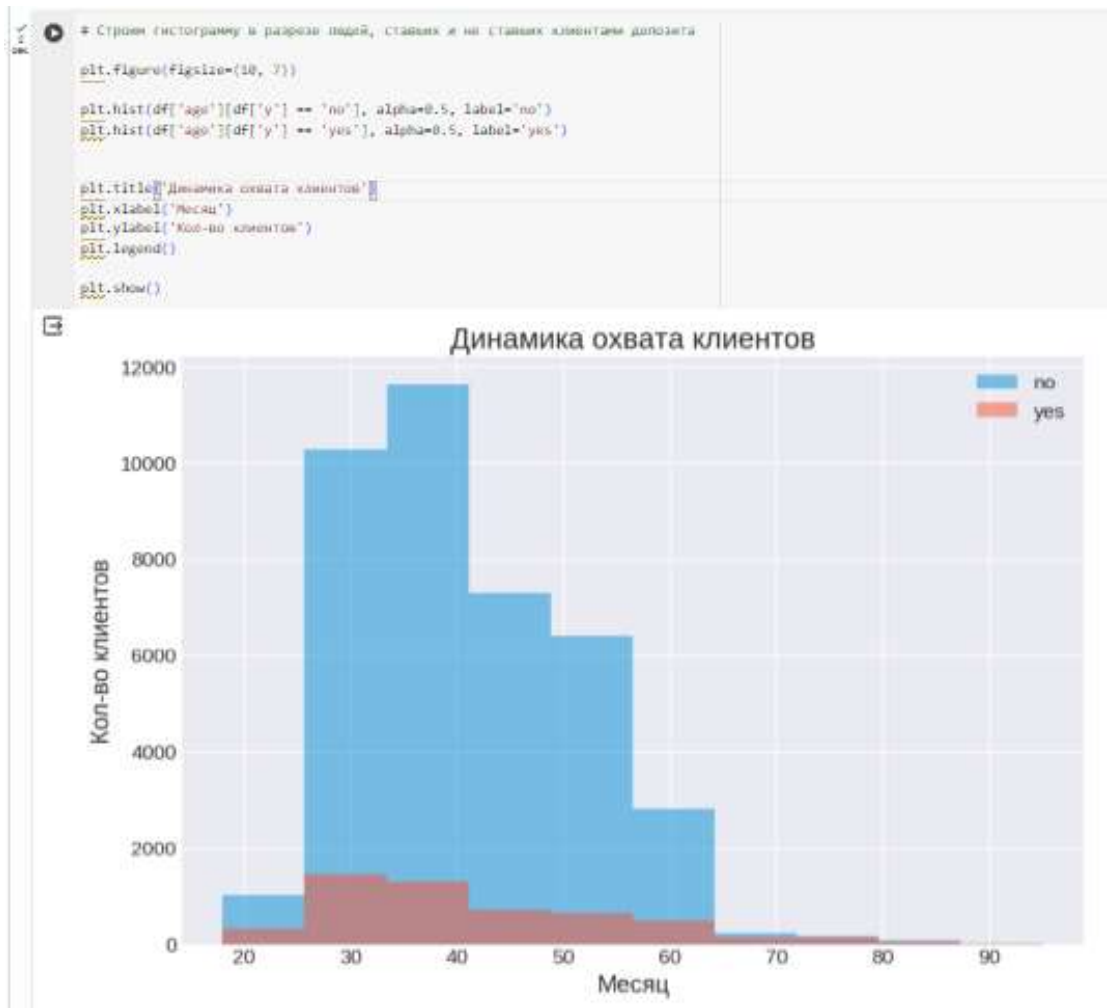 # Строим гистограмму в разрезе людей, ставших и не ставших клиентами депозита
plt.figure(figsize=(10, 7))
plt.hist(df['age'][df['y'] == 'no'], alpha=0.5, label='no')
plt.hist(df['age'][df['y'] == 'yes'], alpha=0.5, label='yes')
plt.title('Динамика охвата клиентов')
plt.xlabel('Месяц')
plt.ylabel('Кол-во клиентов')
plt.legend()
plt.show()
Динамика охвата клиентов
no
yes
12000
10000
8000
6000
4000
2000
0
Кол-во клиентов
20 30 40 50 60 70 80 90
Месяц